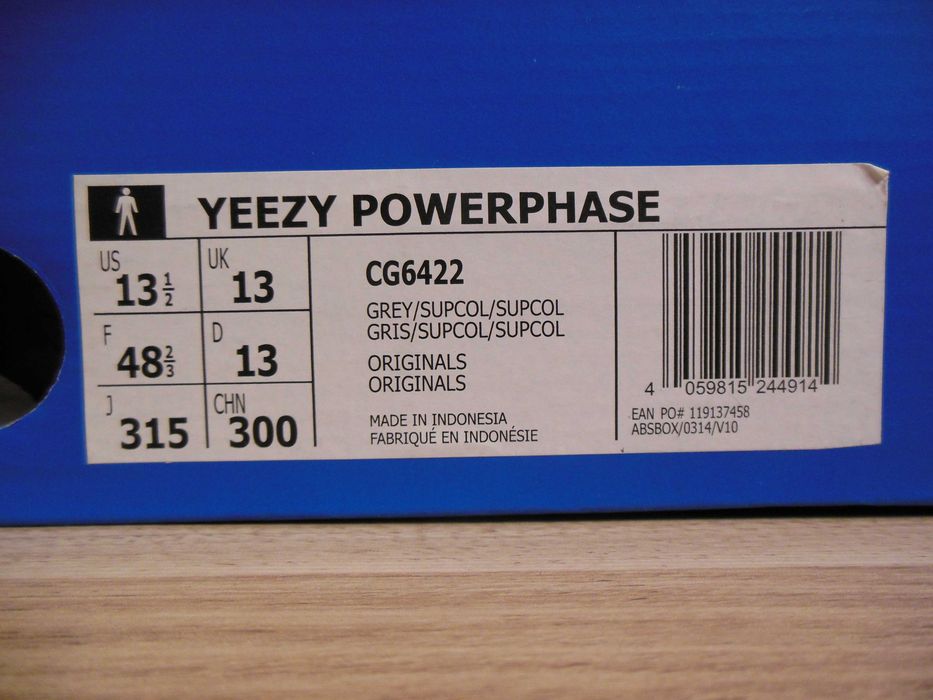 YEEZY POWERPHASE
US
13 1/2
UK
13
F
48 2/3
D
13
J
315
CHN
300
CG6422
GREY/SUPCOL/SUPCOL
GRIS/SUPCOL/SUPCOL
ORIGINALS
ORIGINALS
MADE IN INDONESIA
FABRIQUÉ EN INDONÉSIE
4 059815 244914
EAN PO# 119137458
ABSBOX/0314/V10